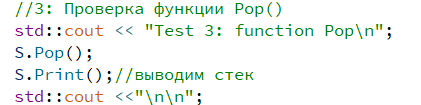 //3: Проверка функции Pop()
std::cout << "Test 3: function Pop\n";
S.Pop();
S.Print();//выводим стек
std::cout <<"\n\n";